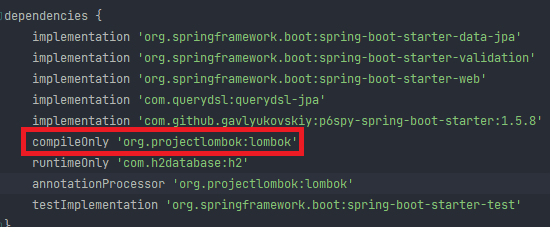 dependencies {
implementation 'org.springframework.boot:spring-boot-starter-data-jpa'
implementation 'org.springframework.boot:spring-boot-starter-validation'
implementation 'org.springframework.boot:spring-boot-starter-web'
implementation 'com.querydsl:querydsl-jpa'
implementation 'com.github.gavlyukovskiy:p6spy-spring-boot-starter:1.5.8'
compileOnly 'org.projectlombok:lombok'
runtimeOnly 'com.h2database:h2'
annotationProcessor 'org.projectlombok:lombok'
testImplementation 'org.springframework.boot:spring-boot-starter-test'
}